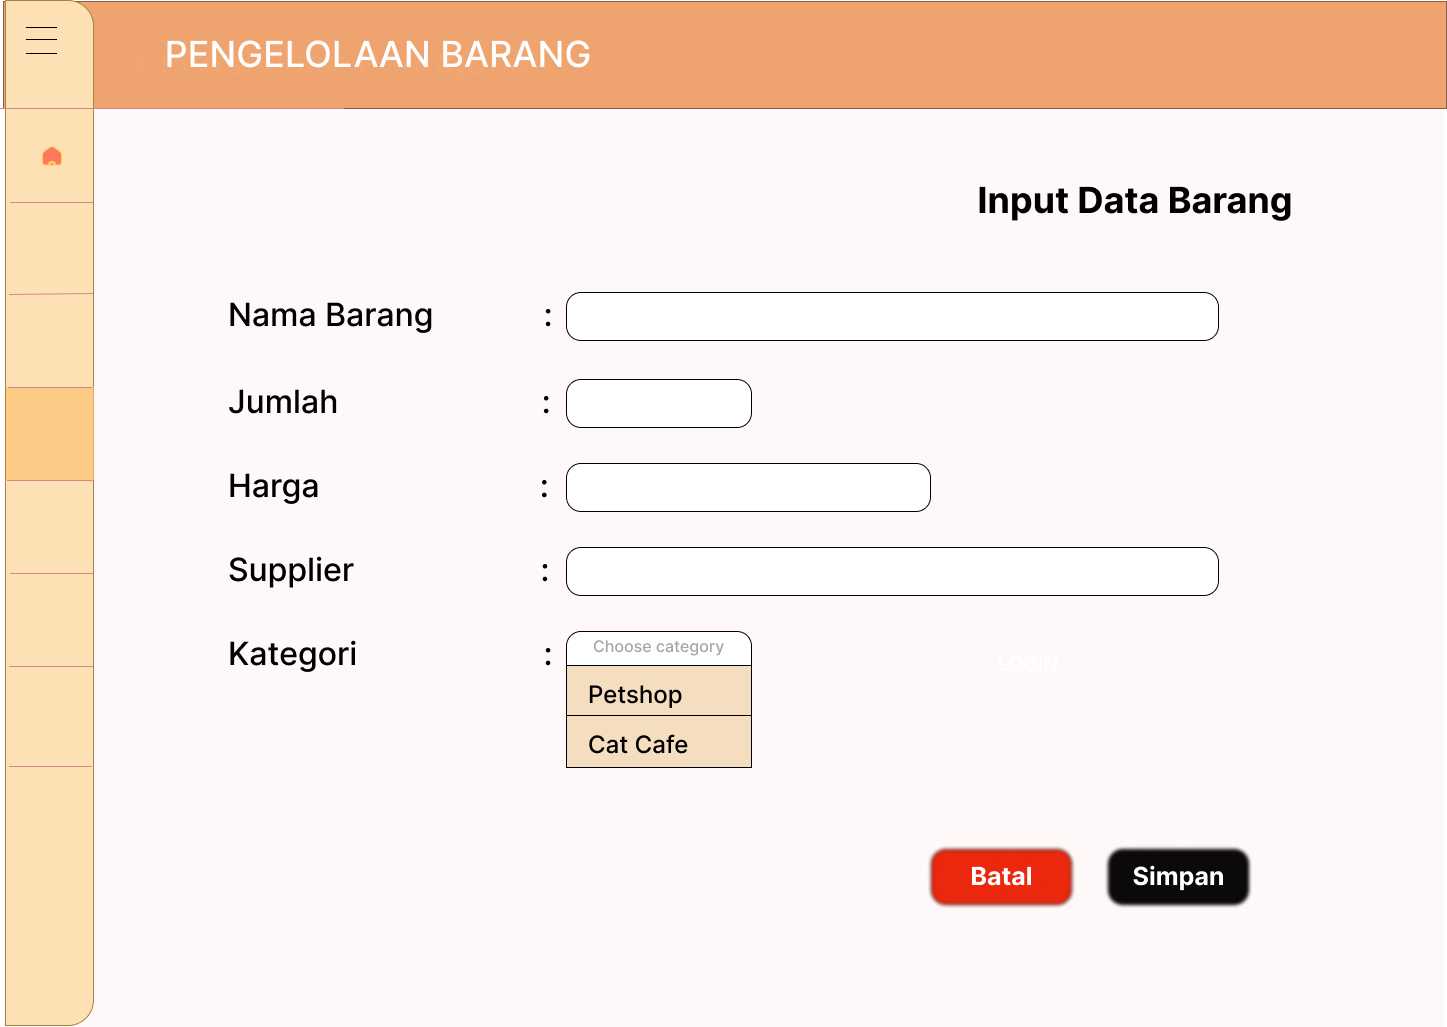 PENGELOLAAN BARANG
Input Data Barang
Nama Barang :
Jumlah :
Harga :
Supplier :
Kategori :
Choose category
LOGIN
Petshop
Cat Cafe
Batal
Simpan